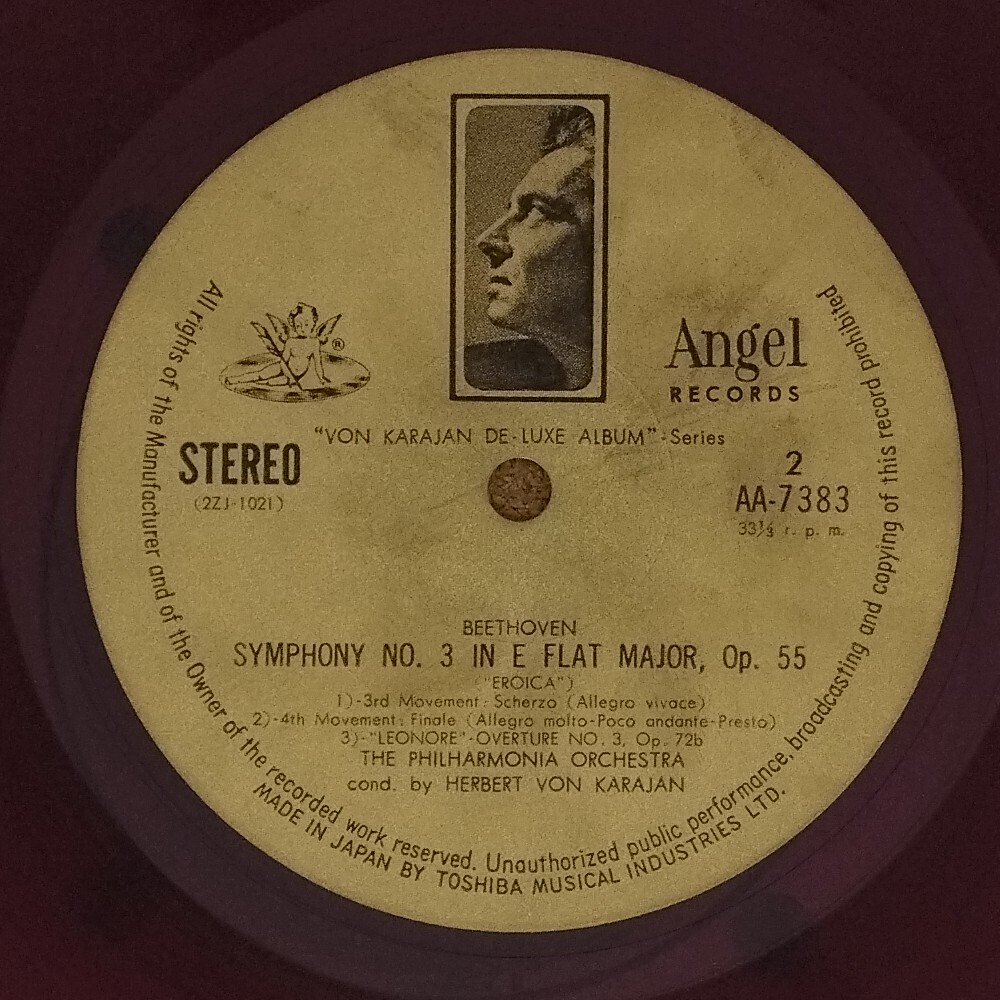 ®
Angel
RECORDS
"VON KARAJAN DE-LUXE ALBUM"-Series
STEREO
(2ZJ-1021)
2
AA-7383
33⅓ r. p. m.
BEETHOVEN
SYMPHONY NO. 3 IN E FLAT MAJOR, Op. 55
("EROICA")
1)-3rd Movement: Scherzo (Allegro vivace)
2)-4th Movement: Finale (Allegro molto-Poco andante-Presto)
3)-"LEONORE"-OVERTURE NO. 3, Op. 72b
THE PHILHARMONIA ORCHESTRA
cond. by HERBERT VON KARAJAN
All rights of the Manufacturer and of the Owner of the recorded work reserved. Unauthorized public performance, broadcasting and copying of this record prohibited
MADE IN JAPAN BY TOSHIBA MUSICAL INDUSTRIES LTD.